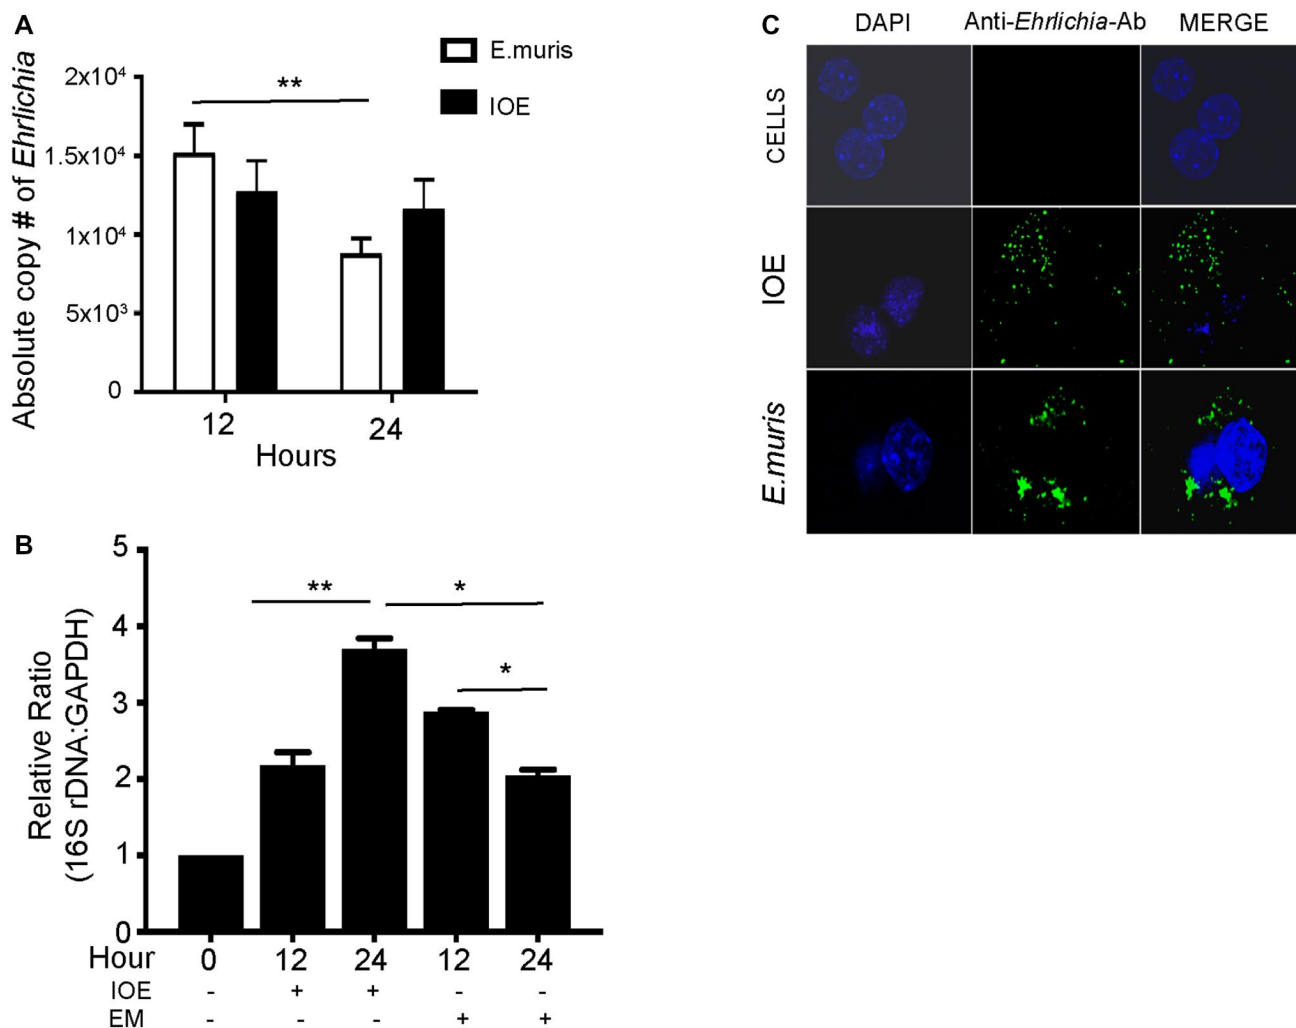 A
E.muris
IOE
Absolute copy # of Ehrlichia
2x10⁴
1.5x10⁴
1x10⁴
5x10³
0
**
12 24
Hours
B
Relative Ratio
(16S rDNA:GAPDH)
5
4
3
2
1
0
** *
*
Hour 0 12 24 12 24
IOE - + + - -
EM - - - + +
C
DAPI Anti-Ehrlichia-Ab MERGE
CELLS
IOE
E.muris